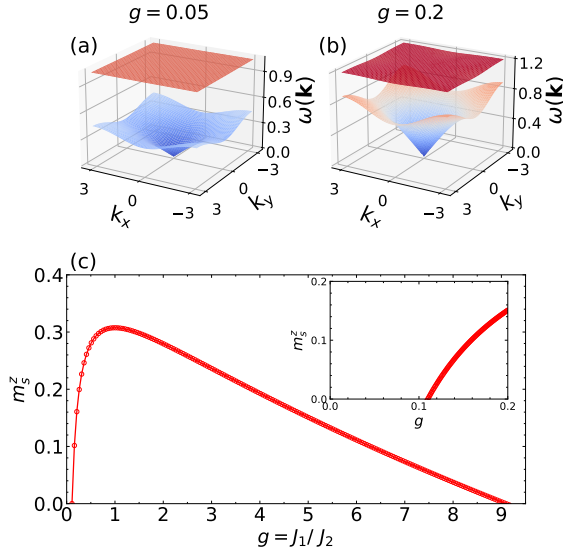 g = 0.05
g = 0.2
(a)
(b)
0.9
0.6
0.3
0.0
ω(k)
1.2
0.8
0.4
0.0
ω(k)
3
0
−3
k_x
3
0
−3
k_y
3
0
−3
k_x
3
0
−3
k_y
(c)
0.4
0.3
0.2
0.1
0.0
m_s^z
0 1 2 3 4 5 6 7 8 9
g = J_1 / J_2
0.2
0.1
0.0
m_s^z
0.0 0.1 0.2
g